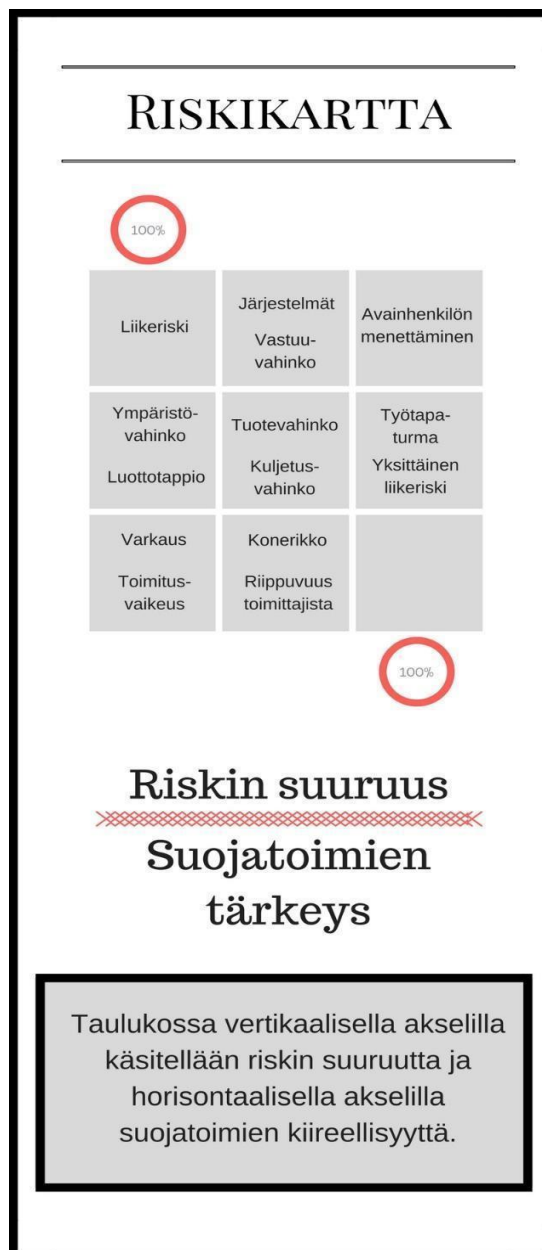 RISKIKARTTA
100%
Liikeriski
Järjestelmät
Vastuu-
vahinko
Avainhenkilön
menettäminen
Ympäristö-
vahinko
Luottotappio
Tuotevahinko
Kuljetus-
vahinko
Työtapa-
turma
Yksittäinen
liikeriski
Varkaus
Toimitus-
vaikeus
Konerikko
Riippuvuus
toimittajista
100%
Riskin suuruus
Suojatoimien
tärkeys
Taulukossa vertikaalisella akselilla
käsitellään riskin suuruutta ja
horisontaalisella akselilla
suojatoimien kiireellisyyttä.